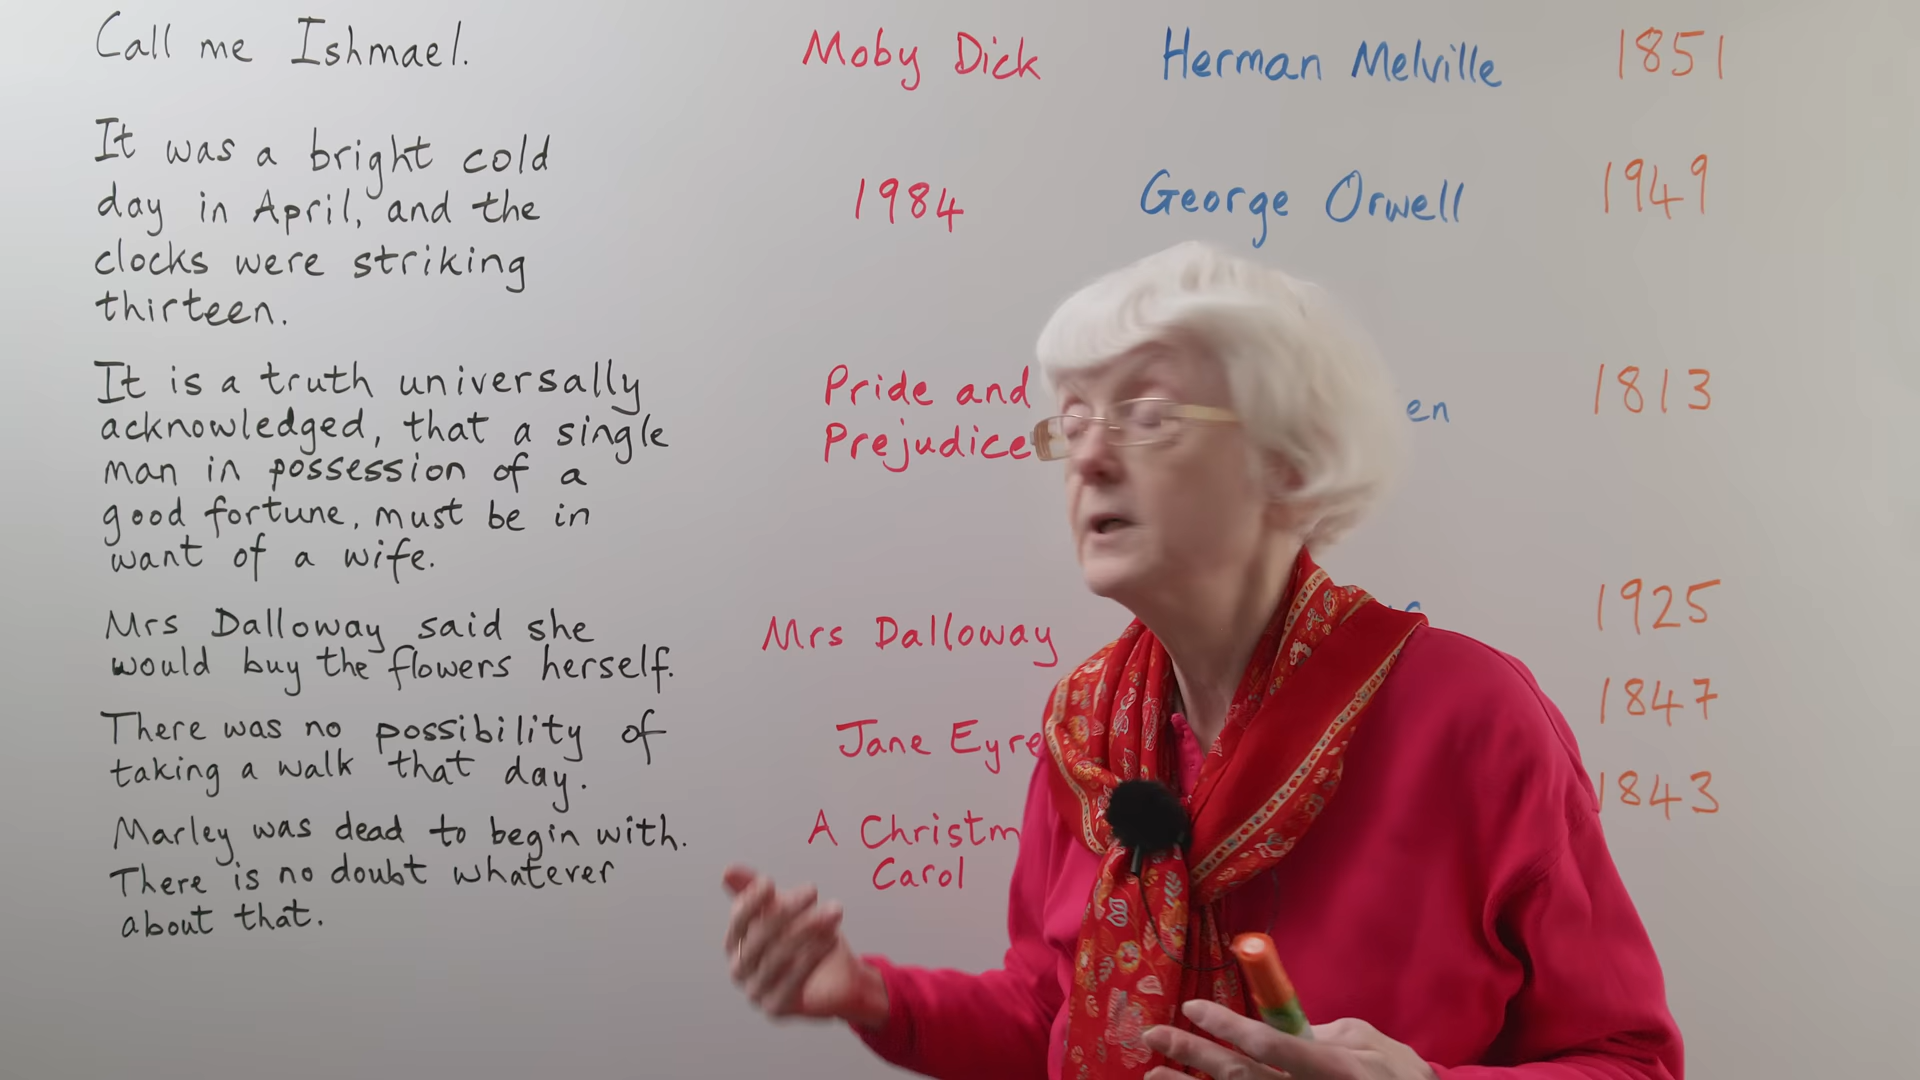 Call me Ishmael.
Moby Dick
Herman Melville
1851
It was a bright cold
day in April, and the
clocks were striking
thirteen.
1984
George Orwell
1949
It is a truth universally
acknowledged, that a single
man in possession of a
good fortune, must be in
want of a wife.
Pride and
Prejudice
en
1813
Mrs Dalloway said she
would buy the flowers herself.
Mrs Dalloway
1925
There was no possibility of
taking a walk that day.
Jane Eyre
1847
Marley was dead to begin with.
There is no doubt whatever
about that.
A Christm
Carol
1843